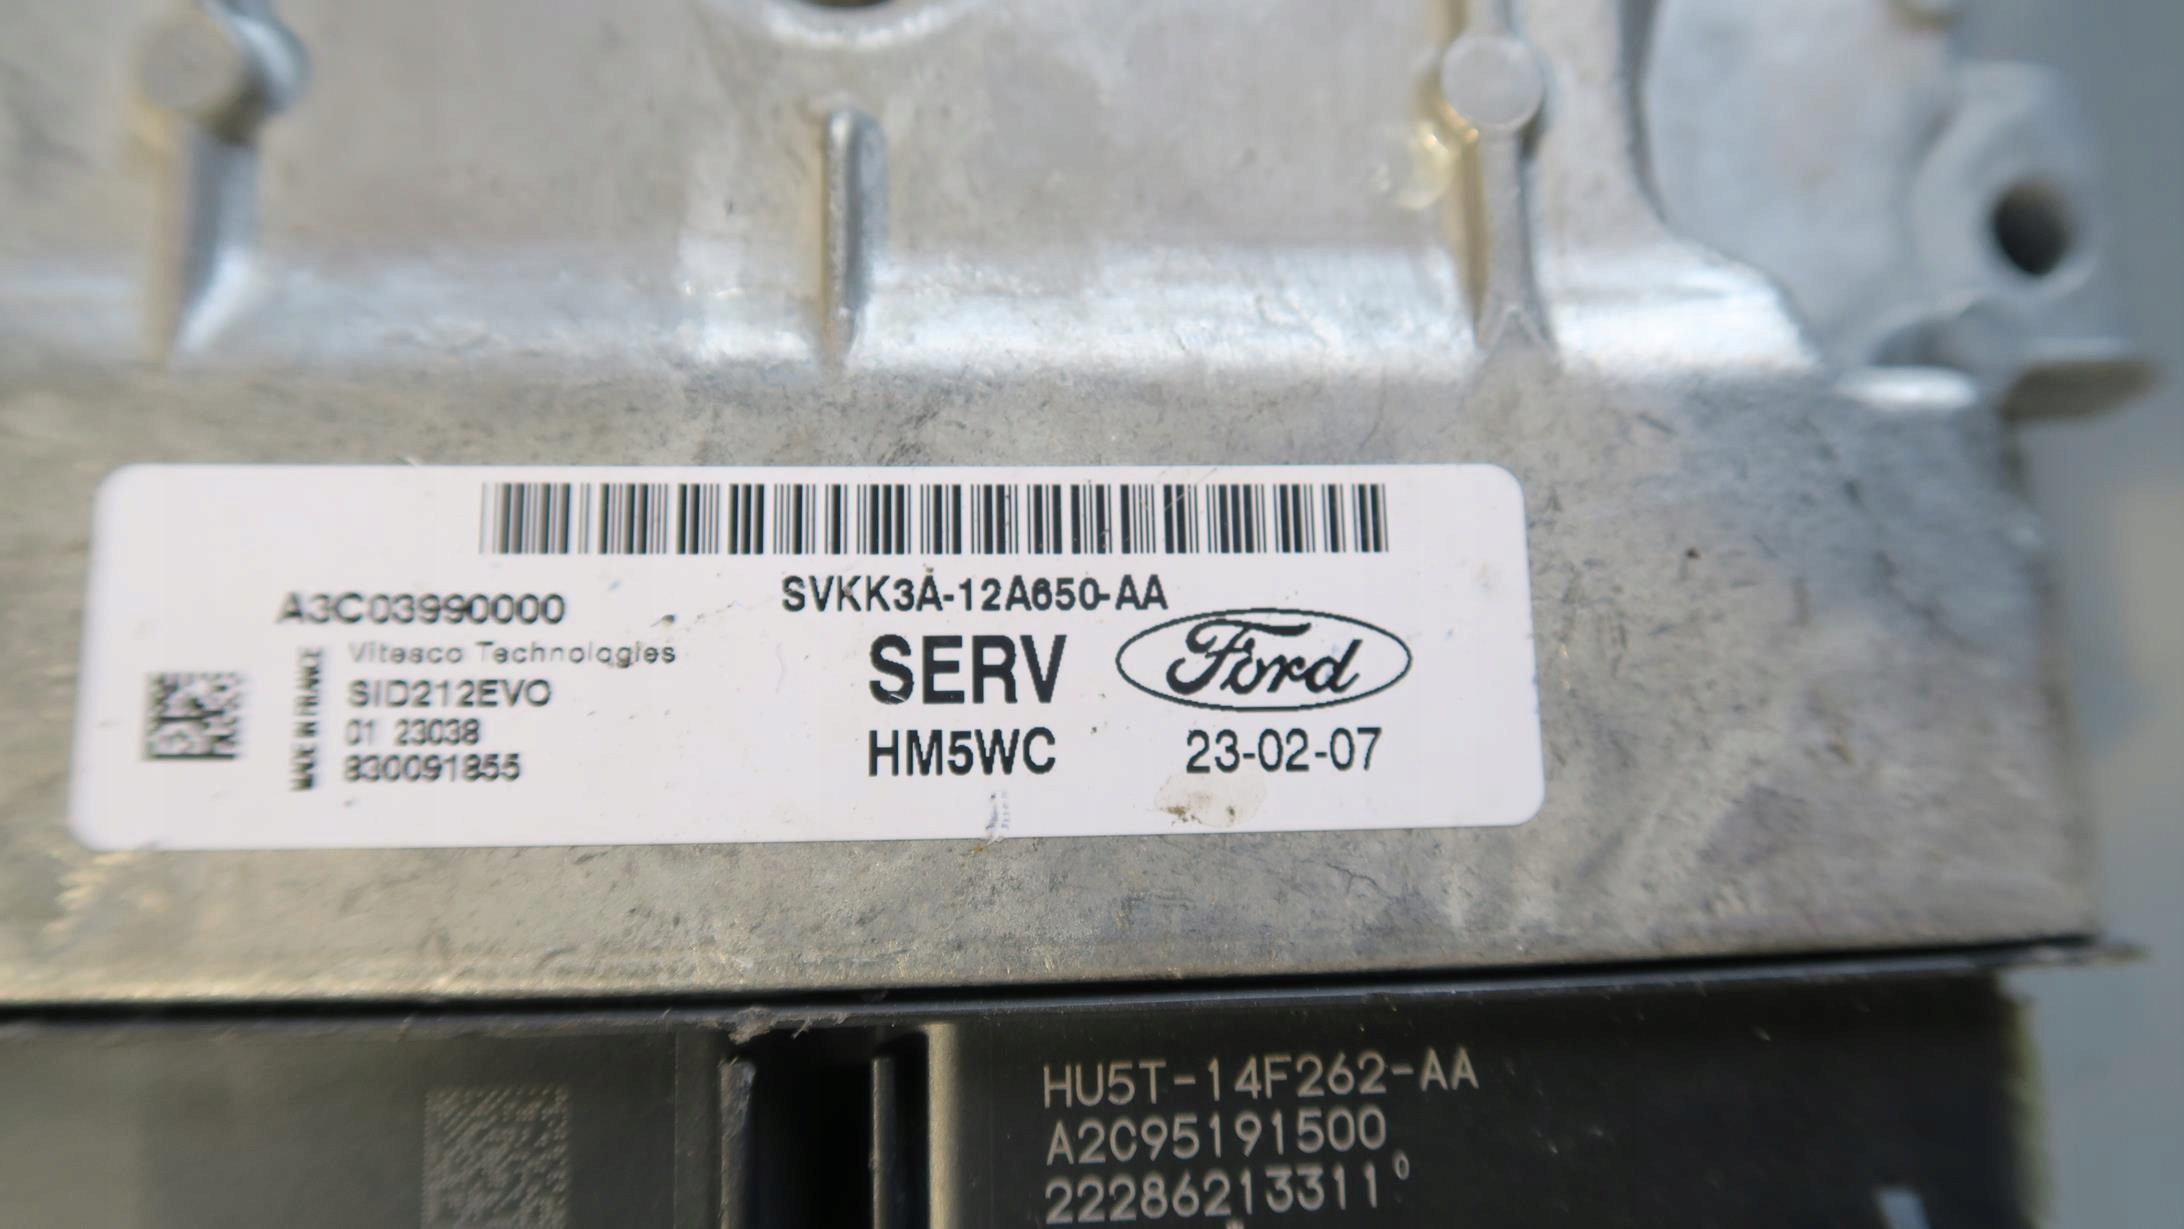 SVKK3A-12A650-AA
A3C03990000
Vitesco Technologies
SID212EVO
01 23038
830091855
MADE IN FRANCE
SERV
Ford
HM5WC 23-02-07
HU5T-14F262-AA
A2C95191500
22286213311⁰